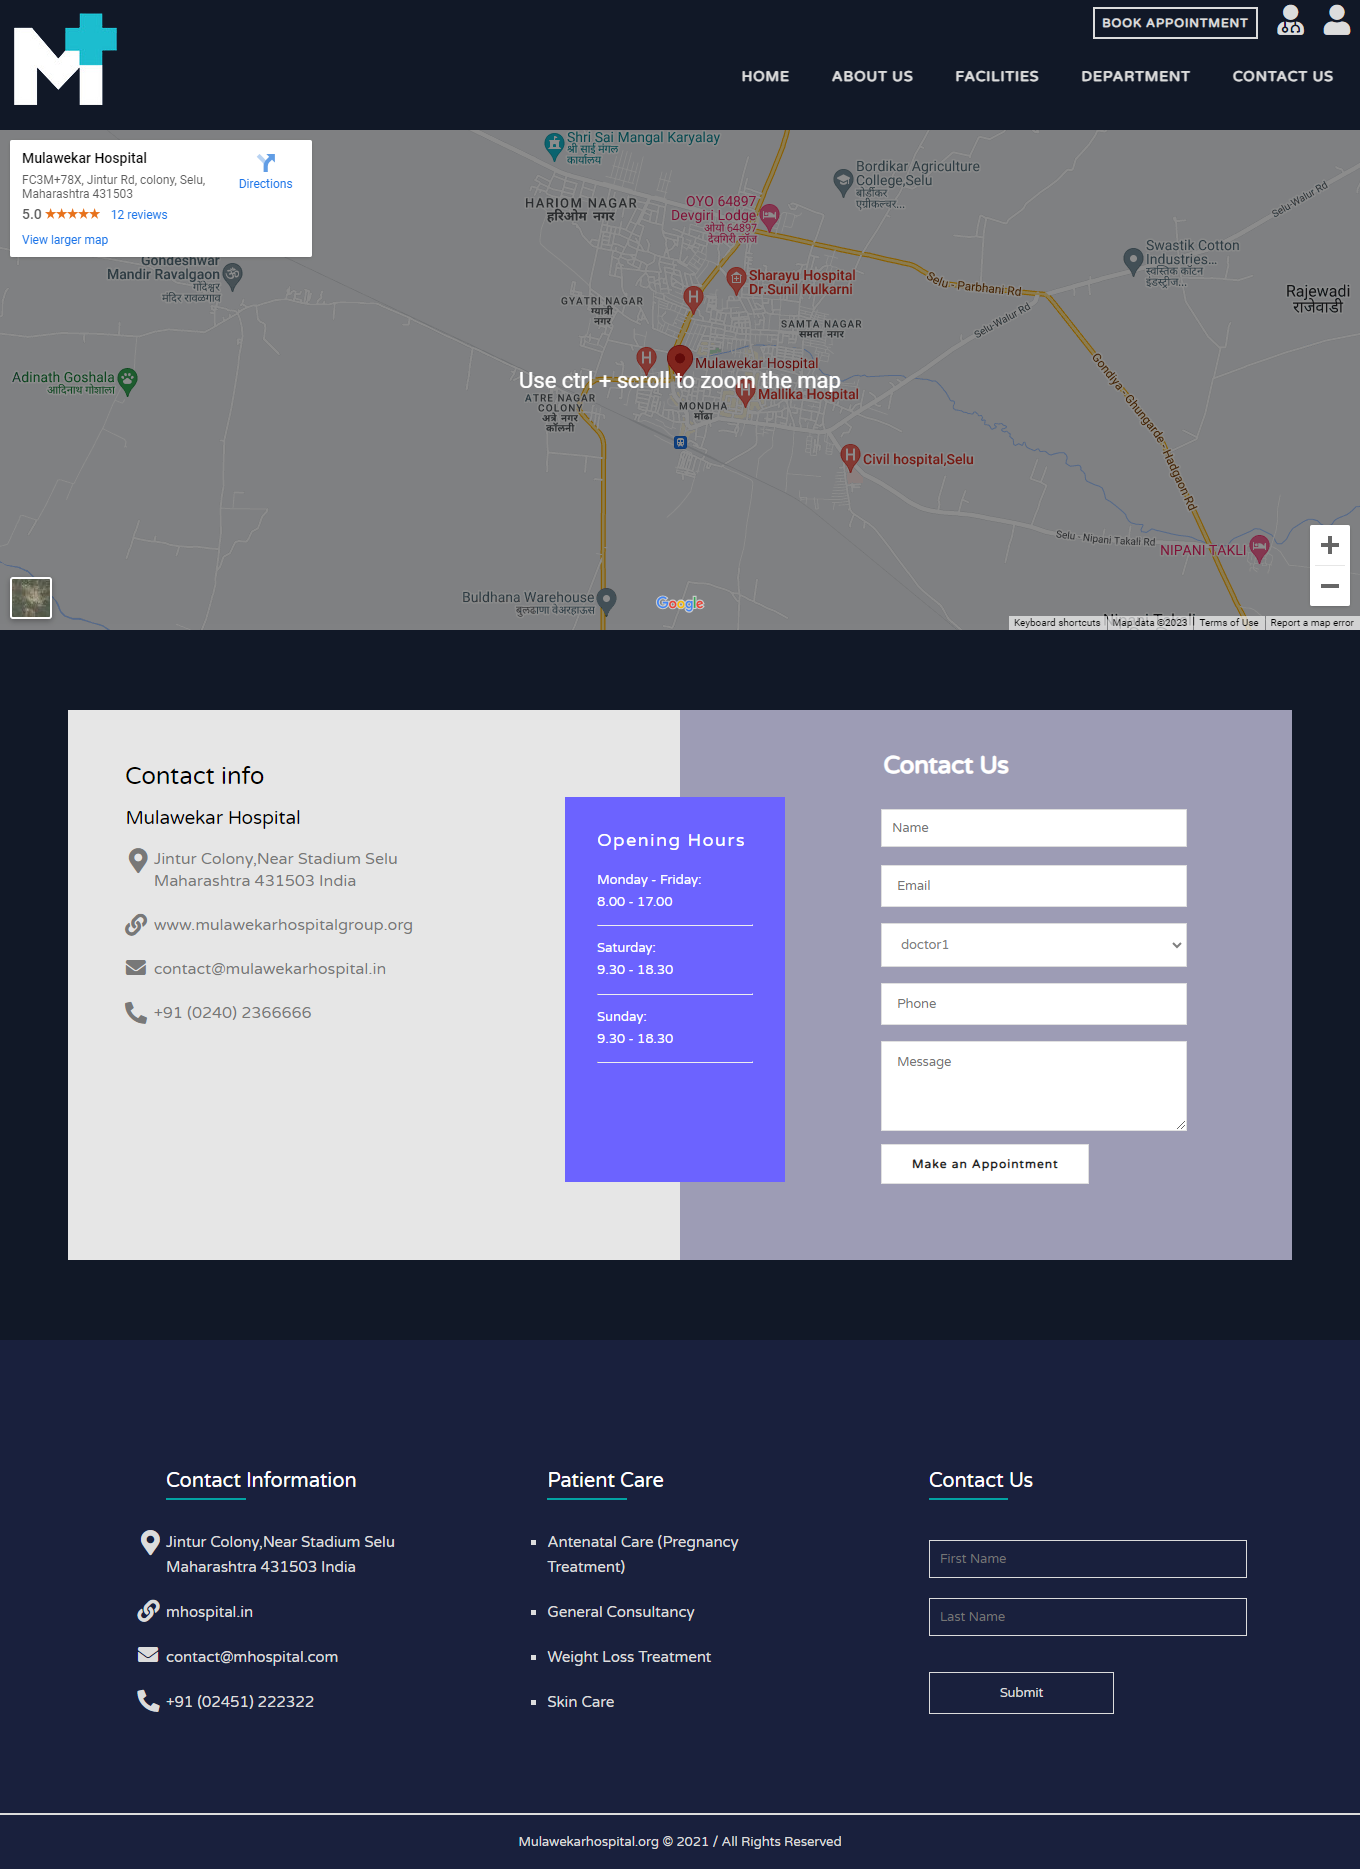 BOOK APPOINTMENT
HOME
ABOUT US
FACILITIES
DEPARTMENT
CONTACT US
Mulawekar Hospital
FC3M+78X, Jintur Rd, colony, Selu,
Maharashtra 431503
Directions
5.0 ★★★★★ 12 reviews
View larger map
Shri Sai Mangal Karyalay
श्री साई मंगल
कार्यालय
HARIOM NAGAR
हरिओम नगर
OYO 64897
Devgiri Lodge
ओयो 64897
देवगिरी लॉज
Bordikar Agriculture
College,Selu
बोर्डीकर
एग्रीकल्चर...
Selu-Walur Rd
Swastik Cotton
Industries...
स्वस्तिक कॉटन
इंडस्ट्रीज...
Gondeshwar
Mandir Ravalgaon
गोंदेश्वर
मंदिर रावळगाव
Sharayu Hospital
Dr.Sunil Kulkarni
Selu - Parbhani Rd
Rajewadi
राजेवाडी
GYATRI NAGAR
ग्यात्री
नगर
SAMTA NAGAR
समता नगर
Selu-Walur Rd
Adinath Goshala
आदिनाथ गोशाला
Mulawekar Hospital
Use ctrl + scroll to zoom the map
Mallika Hospital
ATRE NAGAR
COLONY
अत्रे नगर
कॉलनी
MONDHA
मोंढा
Gondiya - Ghungarde - Hadgaon Rd
Civil hospital,Selu
Selu - Nipani Takali Rd
NIPANI TAKLI
Buldhana Warehouse
बुलढाणा वेअरहाऊस
Google
Nipani Takali
Keyboard shortcuts
Map data ©2023
Terms of Use
Report a map error
Contact info
Mulawekar Hospital
Jintur Colony,Near Stadium Selu
Maharashtra 431503 India
www.mulawekarhospitalgroup.org
contact@mulawekarhospital.in
+91 (0240) 2366666
Opening Hours
Monday - Friday:
8.00 - 17.00
Saturday:
9.30 - 18.30
Sunday:
9.30 - 18.30
Contact Us
Name
Email
doctor1
Phone
Message
Make an Appointment
Contact Information
Jintur Colony,Near Stadium Selu
Maharashtra 431503 India
mhospital.in
contact@mhospital.com
+91 (02451) 222322
Patient Care
Antenatal Care (Pregnancy
Treatment)
General Consultancy
Weight Loss Treatment
Skin Care
Contact Us
First Name
Last Name
Submit
Mulawekarhospital.org © 2021 / All Rights Reserved